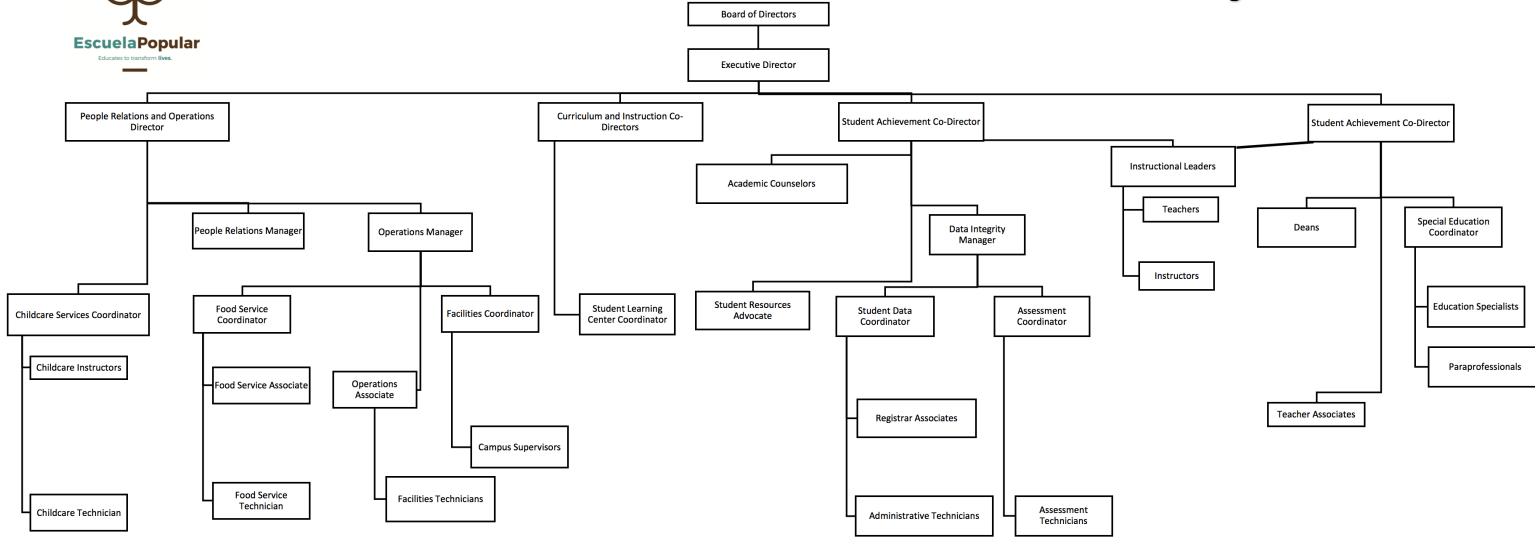 EscuelaPopular
Educates to transform lives.
Board of Directors
Executive Director
People Relations and Operations
Director
Curriculum and Instruction Co-
Directors
Student Achievement Co-Director
Student Achievement Co-Director
Instructional Leaders
Academic Counselors
Teachers
People Relations Manager
Operations Manager
Data Integrity
Manager
Deans
Special Education
Coordinator
Instructors
Childcare Services Coordinator
Food Service
Coordinator
Facilities Coordinator
Student Learning
Center Coordinator
Student Resources
Advocate
Student Data
Coordinator
Assessment
Coordinator
Education Specialists
Childcare Instructors
Food Service Associate
Operations
Associate
Paraprofessionals
Registrar Associates
Teacher Associates
Campus Supervisors
Childcare Technician
Food Service
Technician
Facilities Technicians
Administrative Technicians
Assessment
Technicians